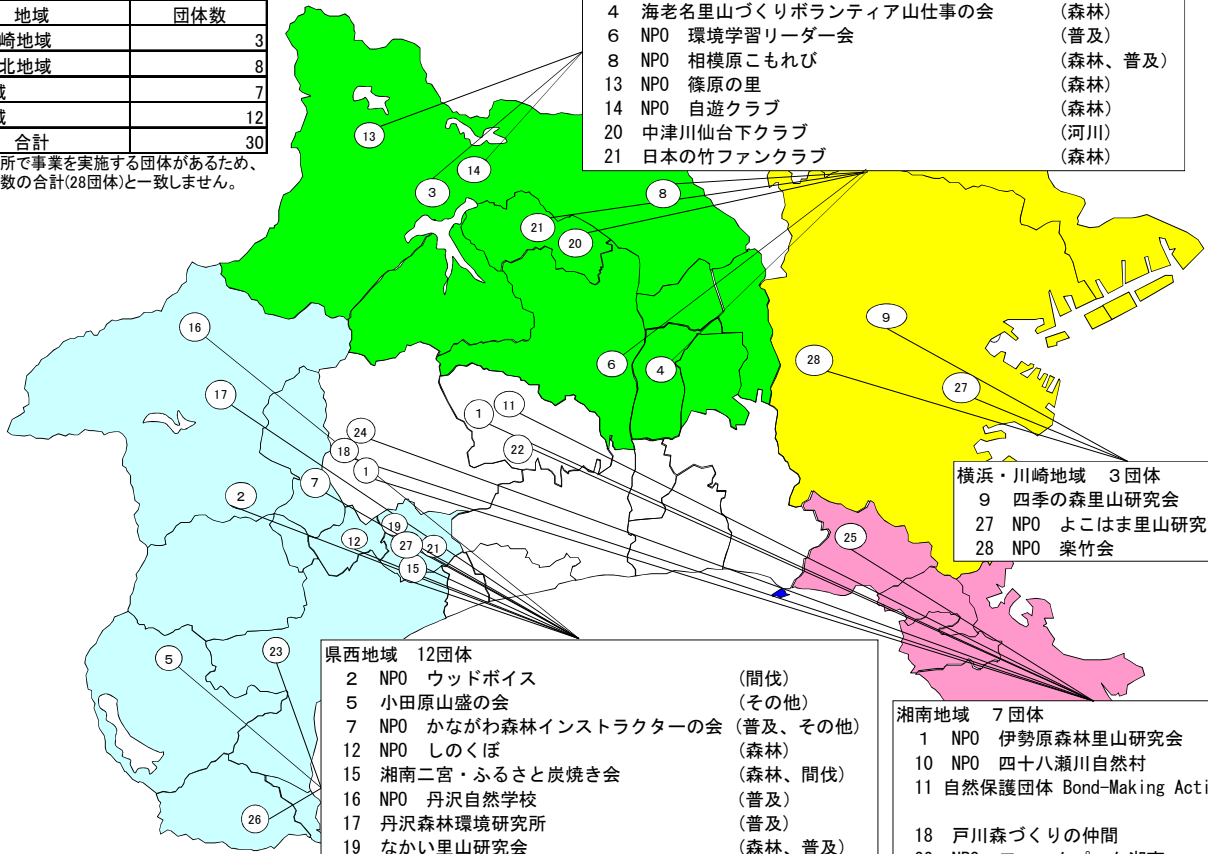 地域 団体数
崎地域 3
北地域 8
域 7
域 12
合計 30
所で事業を実施する団体があるため、
数の合計(28団体)と一致しません。
4 海老名里山づくりボランティア山仕事の会 (森林)
6 NPO 環境学習リーダー会 (普及)
8 NPO 相模原こもれび (森林、普及)
13 NPO 篠原の里 (森林)
14 NPO 自遊クラブ (森林)
20 中津川仙台下クラブ (河川)
21 日本の竹ファンクラブ (森林)
13
14
3
8
21
20
16
9
6
4
28
17
27
1
11
24
18
22
1
7
2
19
25
12
27
21
15
5
23
26
横浜・川崎地域 3団体
9 四季の森里山研究会
27 NPO よこはま里山研究
28 NPO 楽竹会
県西地域 12団体
2 NPO ウッドボイス (間伐)
5 小田原山盛の会 (その他)
7 NPO かながわ森林インストラクターの会 (普及、その他)
12 NPO しのくぼ (森林)
15 湘南二宮・ふるさと炭焼き会 (森林、間伐)
16 NPO 丹沢自然学校 (普及)
17 丹沢森林環境研究所 (普及)
19 なかい里山研究会 (森林、普及)
湘南地域 7団体
1 NPO 伊勢原森林里山研究会
10 NPO 四十八瀬川自然村
11 自然保護団体 Bond-Making Acti
18 戸川森づくりの仲間